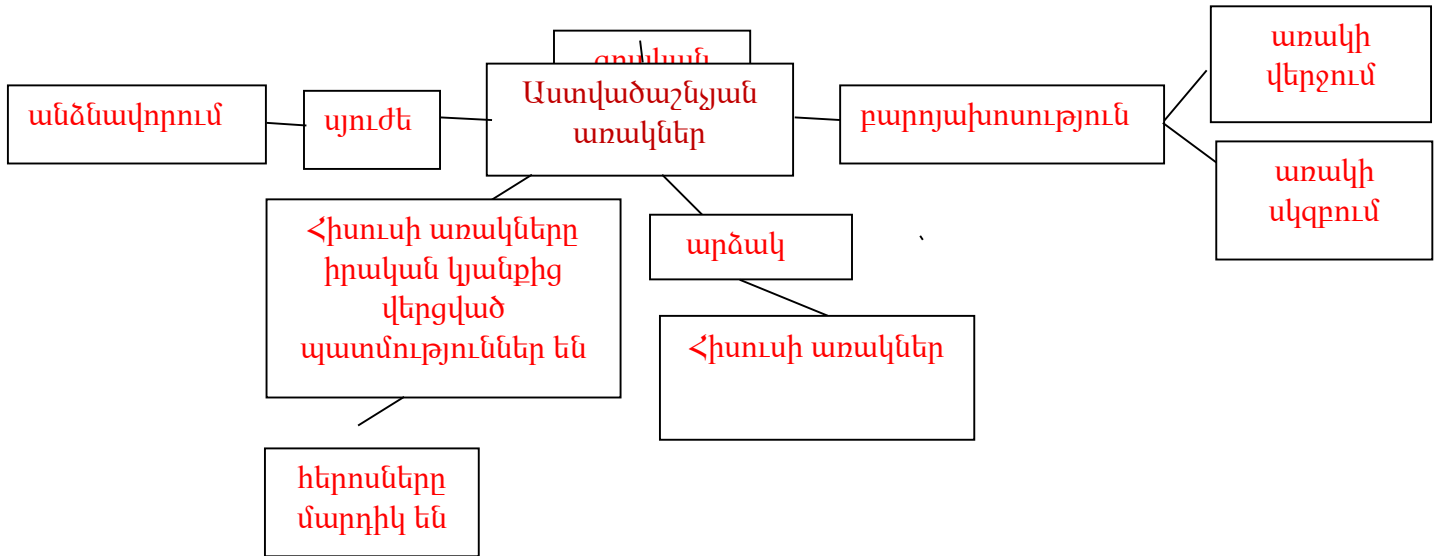 առակի
վերջում
Աստվածաշնչյան
առակներ
անձնավորում
սյուժե
բարոյախոսություն
առակի
սկզբում
Հիսուսի առակները
իրական կյանքից
վերցված
պատմություններ են
արձակ
Հիսուսի առակներ
հերոսները
մարդիկ են